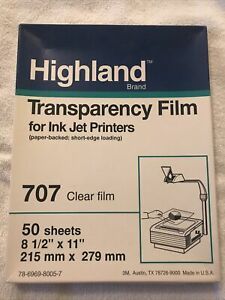 Highland™
Brand
Transparency Film
for Ink Jet Printers
(paper-backed; short-edge loading)
707 Clear film
50 sheets
8 1/2" x 11"
215 mm x 279 mm
78-6969-8005-7
3M, Austin, TX 78726-9000 Made in U.S.A.